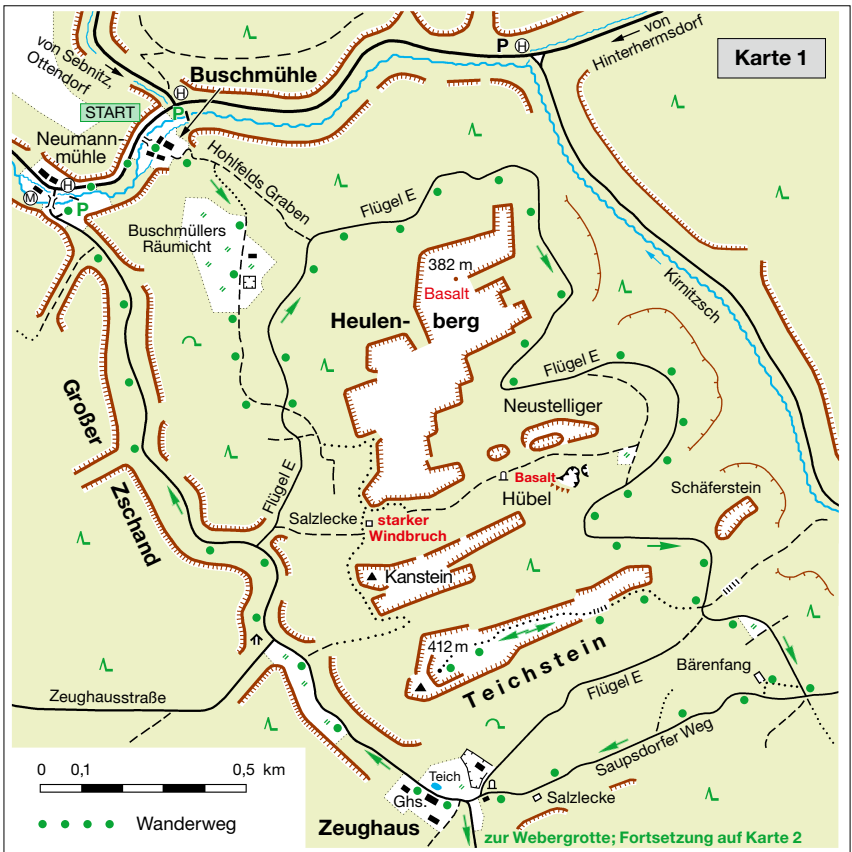 von Sebnitz,
Ottendorf
P
H
von
Hinterhermsdorf
Karte 1
H
Buschmühle
START
P
Neumann-
mühle
H
M
P
Hohlfelds Graben
Flügel E
Buschmüllers
Räumicht
382 m
Basalt
Heulen-
berg
Kirnitzsch
Flügel E
Neustelliger
Großer
Zschand
Flügel E
Basalt
Hübel
Schäferstein
Salzlecke
starker
Windbruch
Kanstein
412 m
Teichstein
Bärenfang
Zeughausstraße
Flügel E
Saupsdorfer Weg
0 0,1 0,5 km
Teich
Ghs.
Salzlecke
Wanderweg
Zeughaus
zur Webergrotte; Fortsetzung auf Karte 2